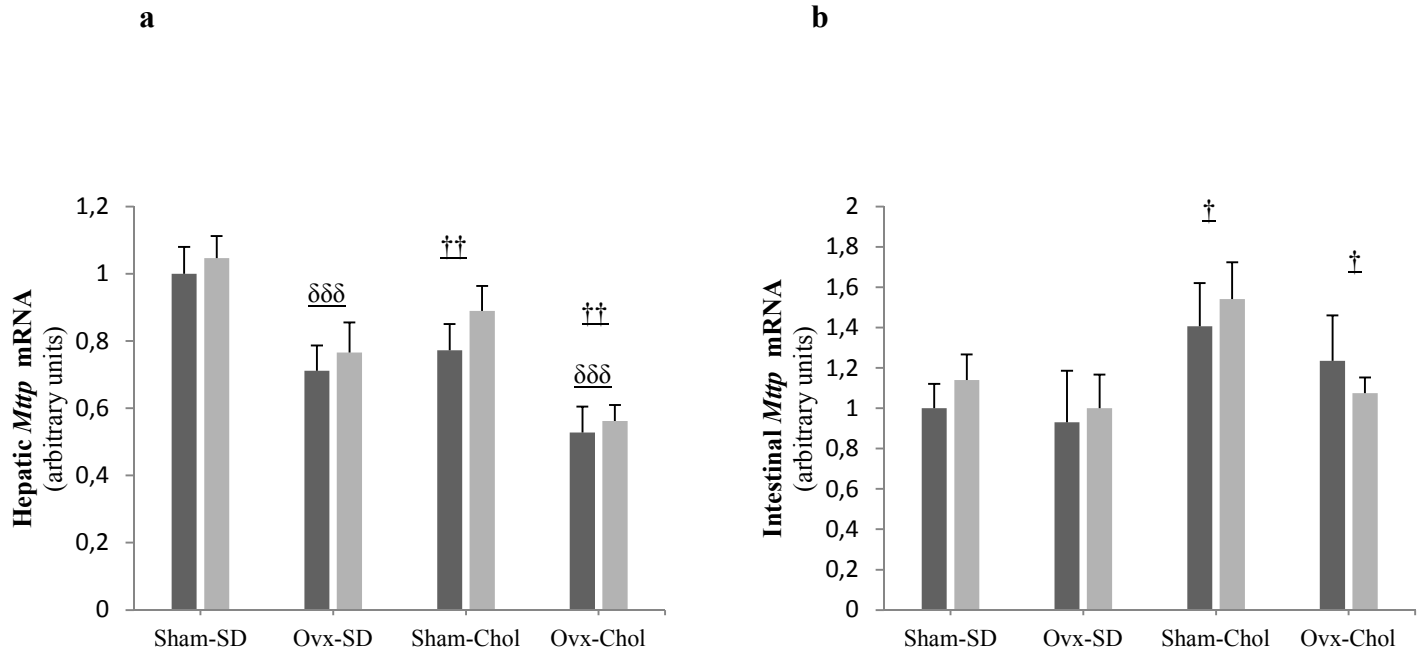 a
Hepatic Mttp mRNA
(arbitrary units)
1,2
1
0,8
0,6
0,4
0,2
0
δδδ
††
††
δδδ
Sham-SD Ovx-SD Sham-Chol Ovx-Chol
b
Intestinal Mttp mRNA
(arbitrary units)
2
1,8
1,6
1,4
1,2
1
0,8
0,6
0,4
0,2
0
†
†
Sham-SD Ovx-SD Sham-Chol Ovx-Chol